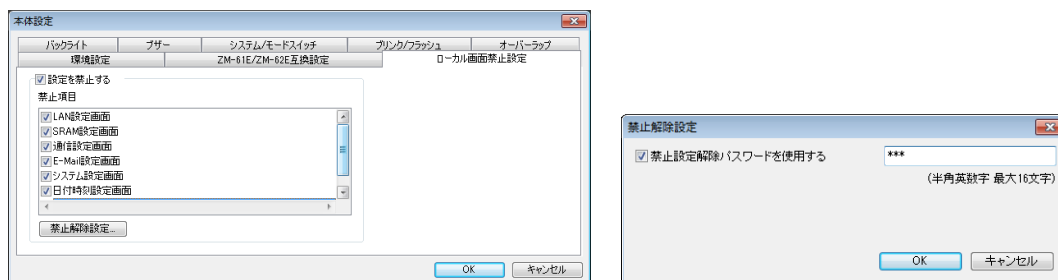 本体設定
バックライト ブザー システム/モードスイッチ ブリンク/フラッシュ オーバーラップ
環境設定 ZM-61E/ZM-62E互換設定 ローカル画面禁止設定
設定を禁止する
禁止項目
LAN設定画面
SRAM設定画面
通信設定画面
E-Mail設定画面
システム設定画面
日付時刻設定画面
禁止解除設定...
OK キャンセル
禁止解除設定
禁止設定解除パスワードを使用する ***
(半角英数字 最大16文字)
OK キャンセル